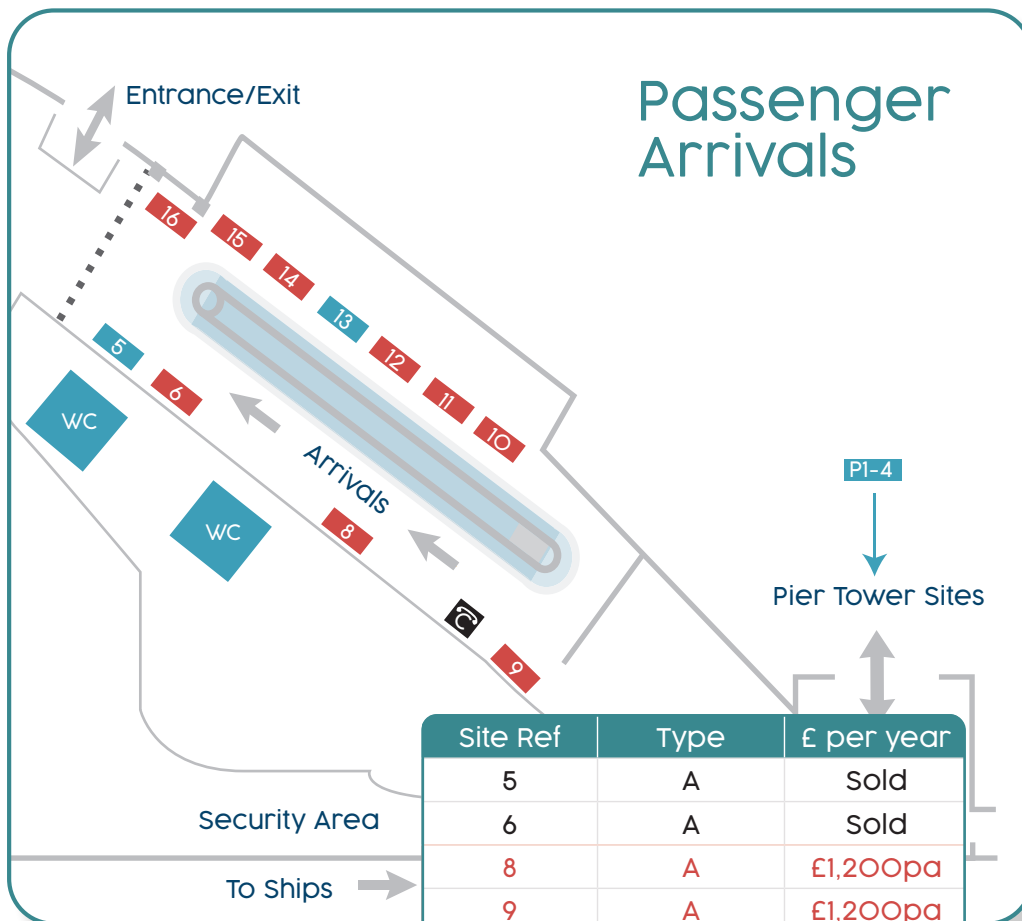 Passenger
Arrivals
Entrance/Exit
16
15
14
13
12
11
10
5
6
WC
WC
Arrivals
8
C
9
P1-4
Pier Tower Sites
Security Area
To Ships
Site Ref Type £ per year
5 A Sold
6 A Sold
8 A £1,200pa
9 A £1,200pa